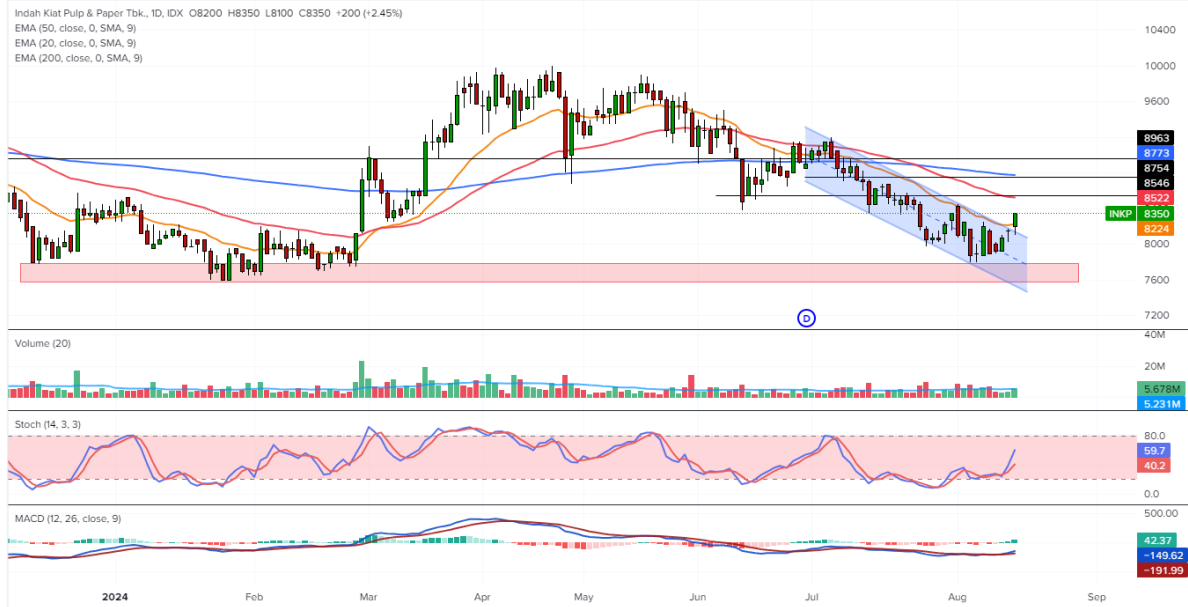 Indah Kiat Pulp & Paper Tbk., 1D, IDX O8200 H8350 L8100 C8350 +200 (+2.45%)
EMA (50, close, 0, SMA, 9)
EMA (20, close, 0, SMA, 9)
EMA (200, close, 0, SMA, 9)
10400
10000
9600
8963
8773
8754
8546
8522
INKP 8350
8224
8000
7600
7200
D
40M
Volume (20)
20M
5.678M
5.231M
Stoch (14, 3, 3)
80.0
59.7
40.2
0.0
MACD (12, 26, close, 9)
500.00
42.37
−149.62
−191.99
2024 Feb Mar Apr May Jun Jul Aug Sep